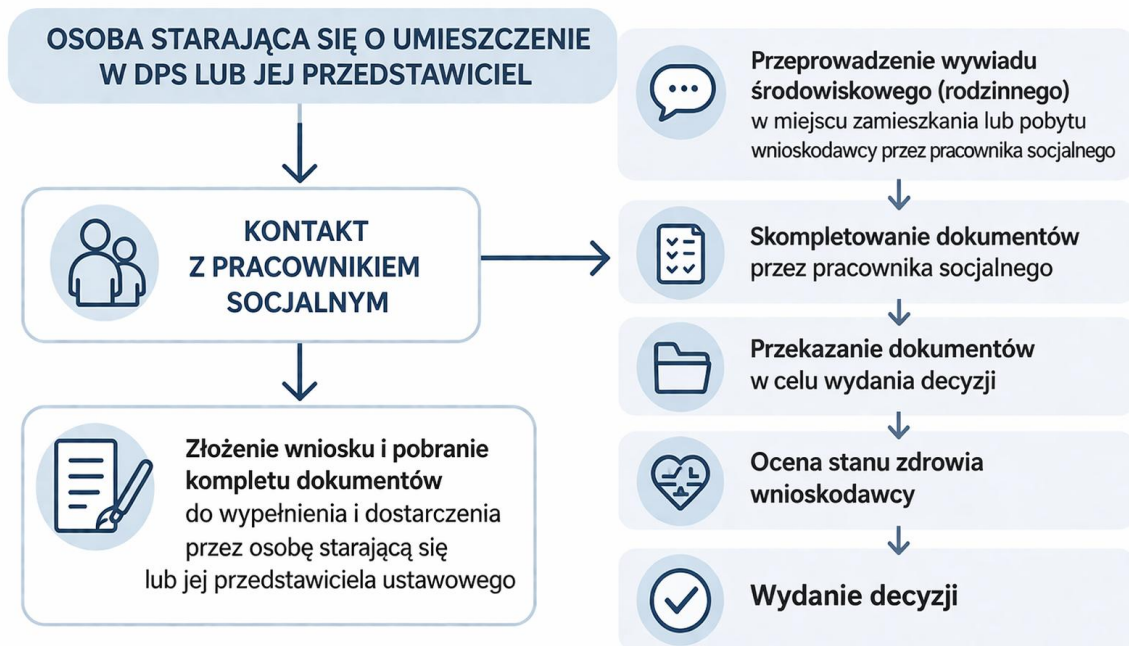 OSOBA STARAJĄCA SIĘ O UMIESZCZENIE
W DPS LUB JEJ PRZEDSTAWICIEL
KONTAKT
Z PRACOWNIKIEM
SOCJALNYM
Złożenie wniosku i pobranie
kompletu dokumentów
do wypełnienia i dostarczenia
przez osobę starającą się
lub jej przedstawiciela ustawowego
Przeprowadzenie wywiadu
środowiskowego (rodzinnego)
w miejscu zamieszkania lub pobytu
wnioskodawcy przez pracownika socjalnego
Skompletowanie dokumentów
przez pracownika socjalnego
Przekazanie dokumentów
w celu wydania decyzji
Ocena stanu zdrowia
wnioskodawcy
Wydanie decyzji